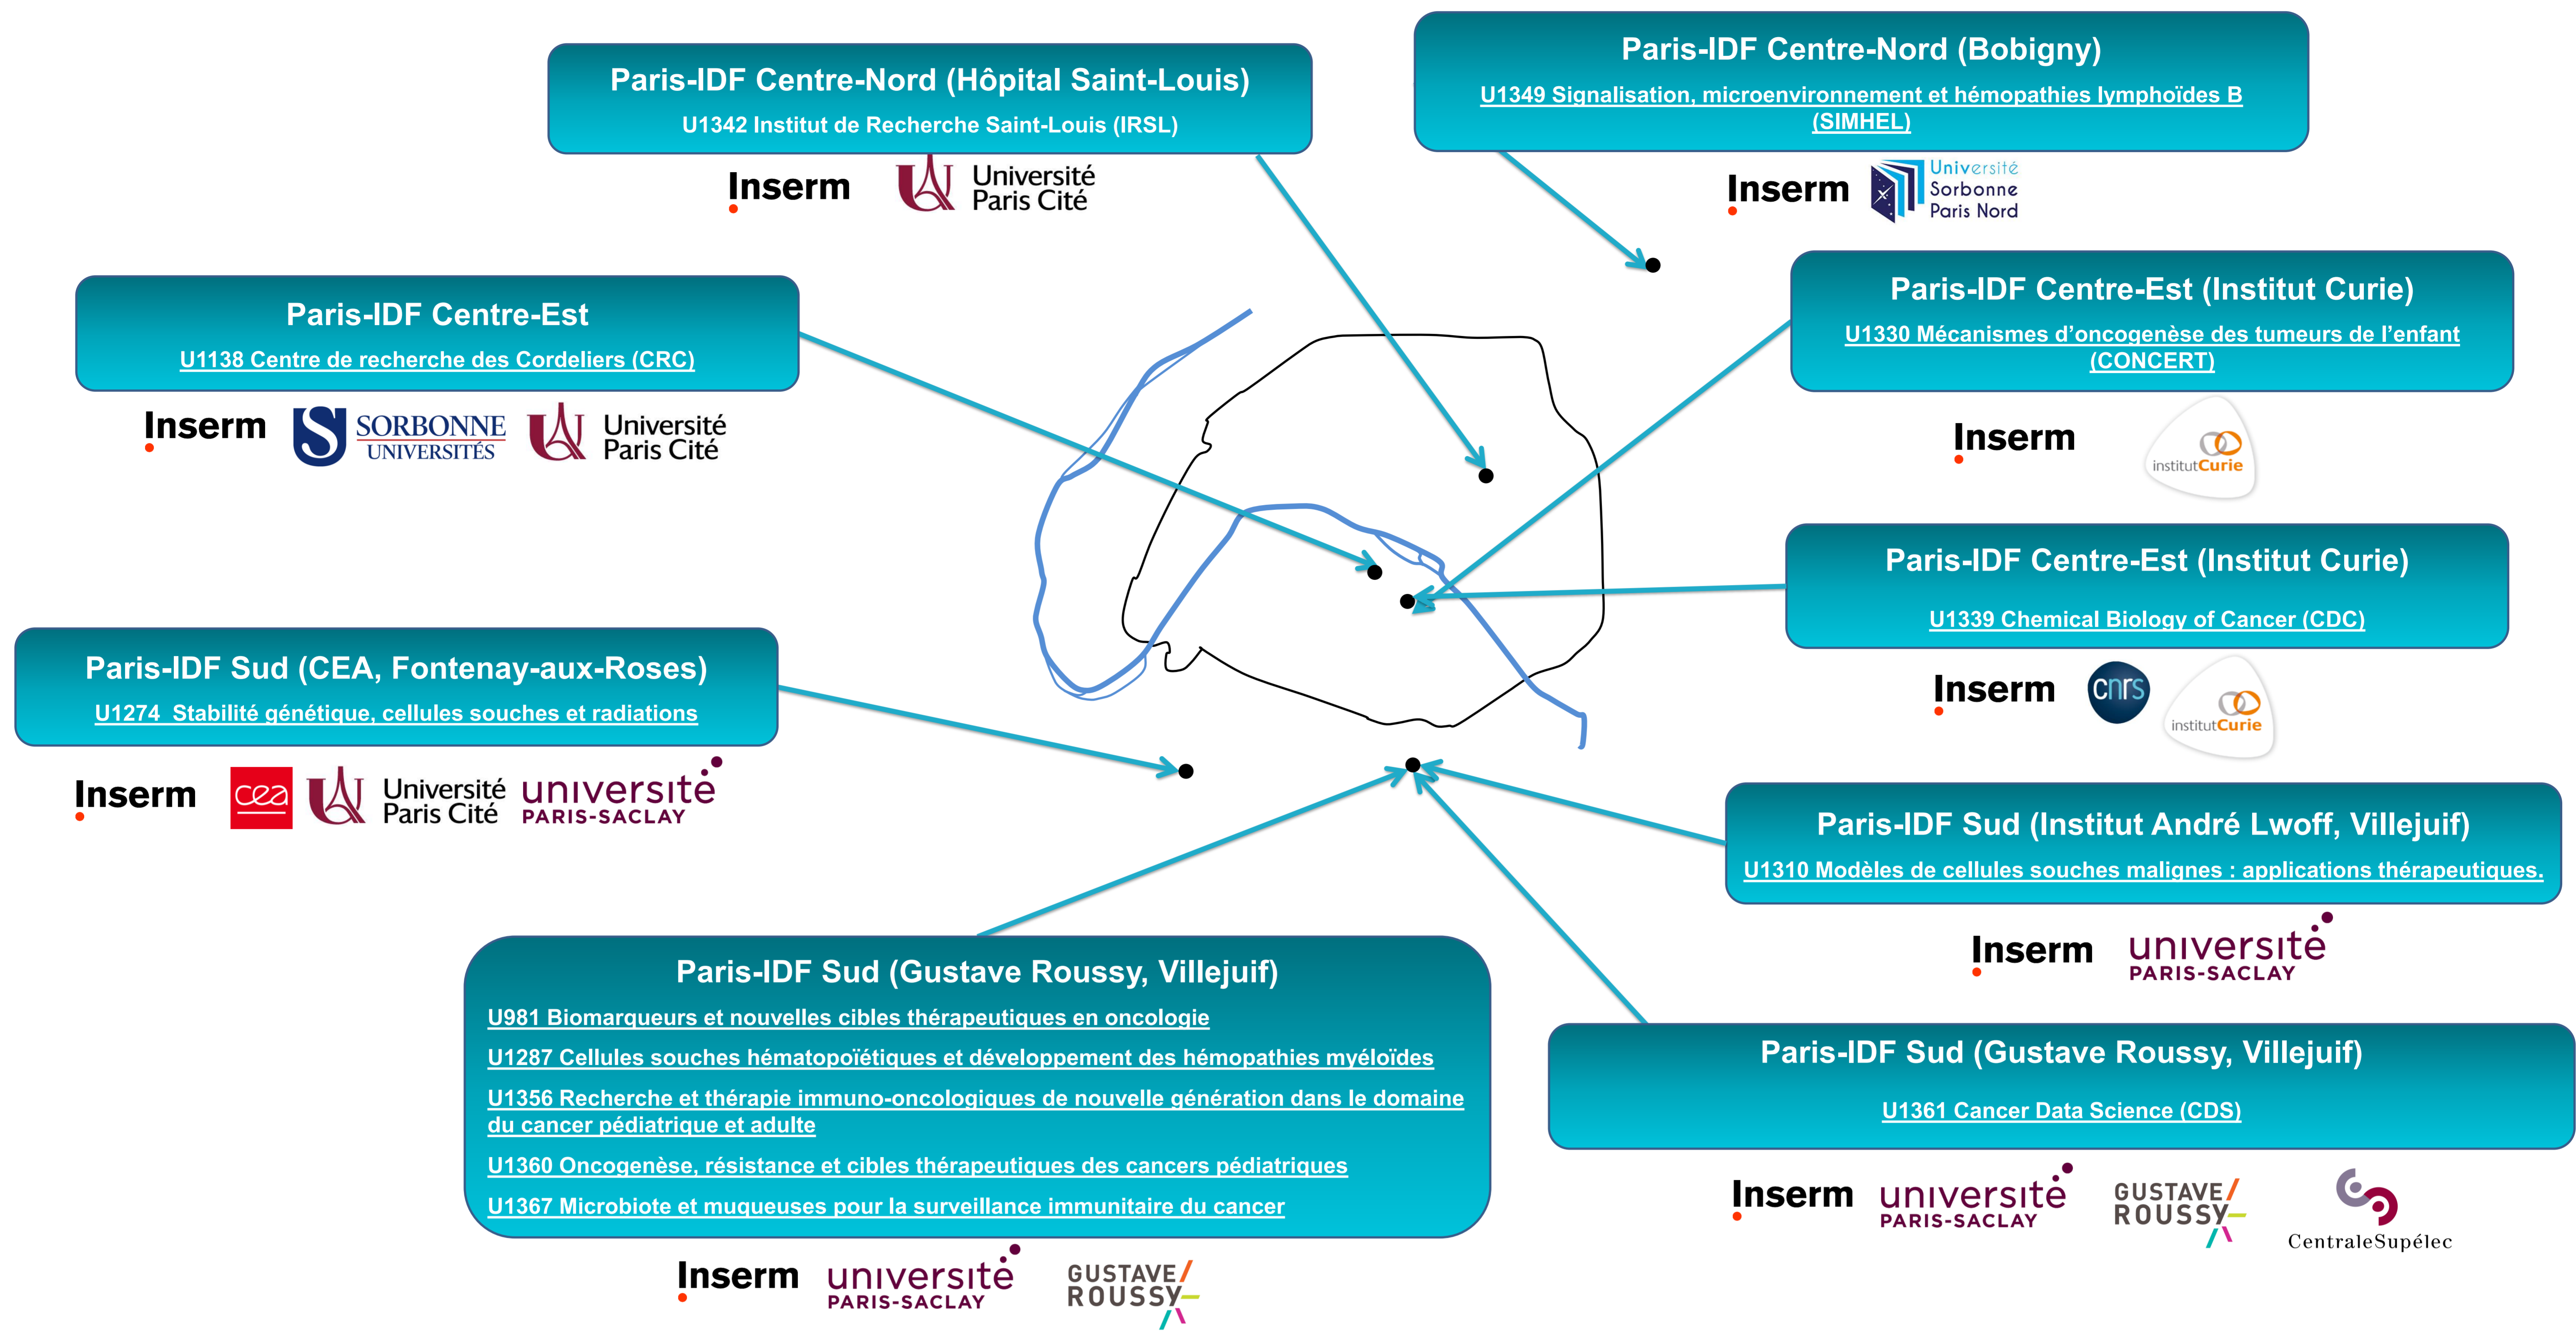 Paris-IDF Centre-Nord (Hôpital Saint-Louis)
U1342 Institut de Recherche Saint-Louis (IRSL)
Inserm
Université
Paris Cité
Paris-IDF Centre-Nord (Bobigny)
U1349 Signalisation, microenvironnement et hémopathies lymphoïdes B
(SIMHEL)
Inserm
Université
Sorbonne
Paris Nord
Paris-IDF Centre-Est
U1138 Centre de recherche des Cordeliers (CRC)
Inserm
SORBONNE
UNIVERSITÉS
Université
Paris Cité
Paris-IDF Centre-Est (Institut Curie)
U1330 Mécanismes d’oncogenèse des tumeurs de l’enfant
(CONCERT)
Inserm
institutCurie
Paris-IDF Centre-Est (Institut Curie)
U1339 Chemical Biology of Cancer (CDC)
Inserm
cnrs
institutCurie
Paris-IDF Sud (CEA, Fontenay-aux-Roses)
U1274 Stabilité génétique, cellules souches et radiations
Inserm
cea
Université
Paris Cité
université
PARIS-SACLAY
Paris-IDF Sud (Institut André Lwoff, Villejuif)
U1310 Modèles de cellules souches malignes : applications thérapeutiques.
Inserm
université
PARIS-SACLAY
Paris-IDF Sud (Gustave Roussy, Villejuif)
U981 Biomarqueurs et nouvelles cibles thérapeutiques en oncologie
U1287 Cellules souches hématopoïétiques et développement des hémopathies myéloïdes
U1356 Recherche et thérapie immuno-oncologiques de nouvelle génération dans le domaine
du cancer pédiatrique et adulte
U1360 Oncogenèse, résistance et cibles thérapeutiques des cancers pédiatriques
U1367 Microbiote et muqueuses pour la surveillance immunitaire du cancer
Inserm
université
PARIS-SACLAY
GUSTAVE
ROUSSY
Paris-IDF Sud (Gustave Roussy, Villejuif)
U1361 Cancer Data Science (CDS)
Inserm
université
PARIS-SACLAY
GUSTAVE
ROUSSY
CentraleSupélec